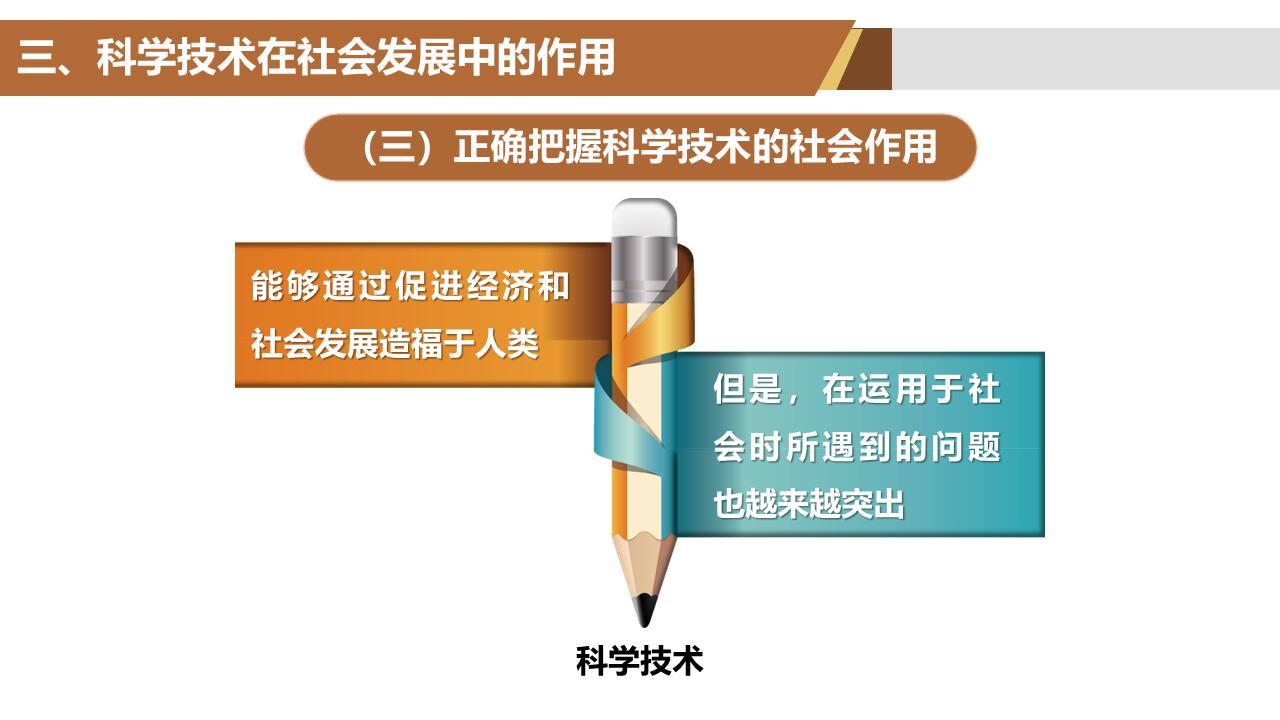 三、科学技术在社会发展中的作用
（三）正确把握科学技术的社会作用
能够通过促进经济和
社会发展造福于人类
但是，在运用于社
会时所遇到的问题
也越来越突出
科学技术